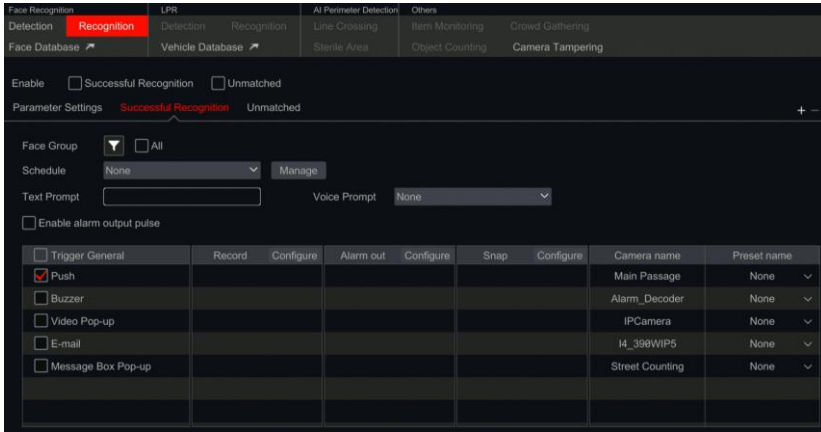 Face Recognition LPR AI Perimeter Detection Others
Detection Recognition Detection Recognition Line Crossing Item Monitoring Crowd Gathering
Face Database Vehicle Database Sterile Area Object Counting Camera Tampering
Enable Successful Recognition Unmatched
Parameter Settings Successful Recognition Unmatched + −
Face Group All
Schedule None Manage
Text Prompt Voice Prompt None
Enable alarm output pulse
Trigger General Record Configure Alarm out Configure Snap Configure Camera name Preset name
Push Main Passage None
Buzzer Alarm_Decoder None
Video Pop-up IPCamera None
E-mail I4_390WIP5 None
Message Box Pop-up Street Counting None